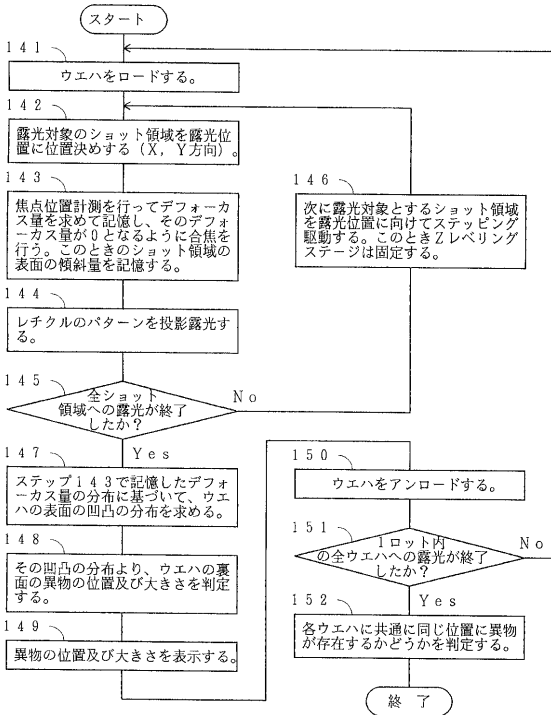 スタート
141
ウエハをロードする。
142
露光対象のショット領域を露光位
置に位置決めする(X,Y方向)。
143
焦点位置計測を行ってデフォーカ
ス量を求めて記憶し、そのデフォ
ーカス量が0となるように合焦を
行う。このときのショット領域の
表面の傾斜量を記憶する。
144
レチクルのパターンを投影露光す
る。
145
全ショット
領域への露光が終了
したか?
No
Yes
146
次に露光対象とするショット領域
を露光位置に向けてステッピング
駆動する。このときZレベリング
ステージは固定する。
147
ステップ143で記憶したデフォ
ーカス量の分布に基づいて、ウエ
ハの表面の凹凸の分布を求める。
148
その凹凸の分布より、ウエハの裏
面の異物の位置及び大きさを判定
する。
149
異物の位置及び大きさを表示する。
150
ウエハをアンロードする。
151
1ロット内
の全ウエハへの露光が終了
したか?
No
Yes
152
各ウエハに共通に同じ位置に異物
が存在するかどうかを判定する。
終了